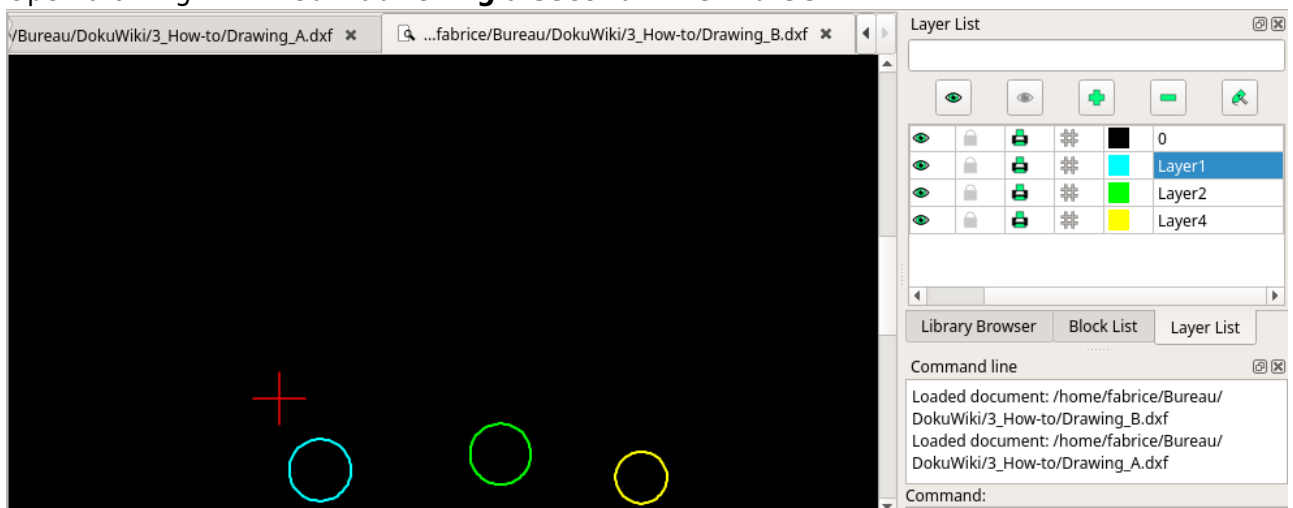 /Bureau/DokuWiki/3_How-to/Drawing_A.dxf
...fabrice/Bureau/DokuWiki/3_How-to/Drawing_B.dxf
Layer List
0
Layer1
Layer2
Layer4
Library Browser
Block List
Layer List
Command line
Loaded document: /home/fabrice/Bureau/
DokuWiki/3_How-to/Drawing_B.dxf
Loaded document: /home/fabrice/Bureau/
DokuWiki/3_How-to/Drawing_A.dxf
Command: